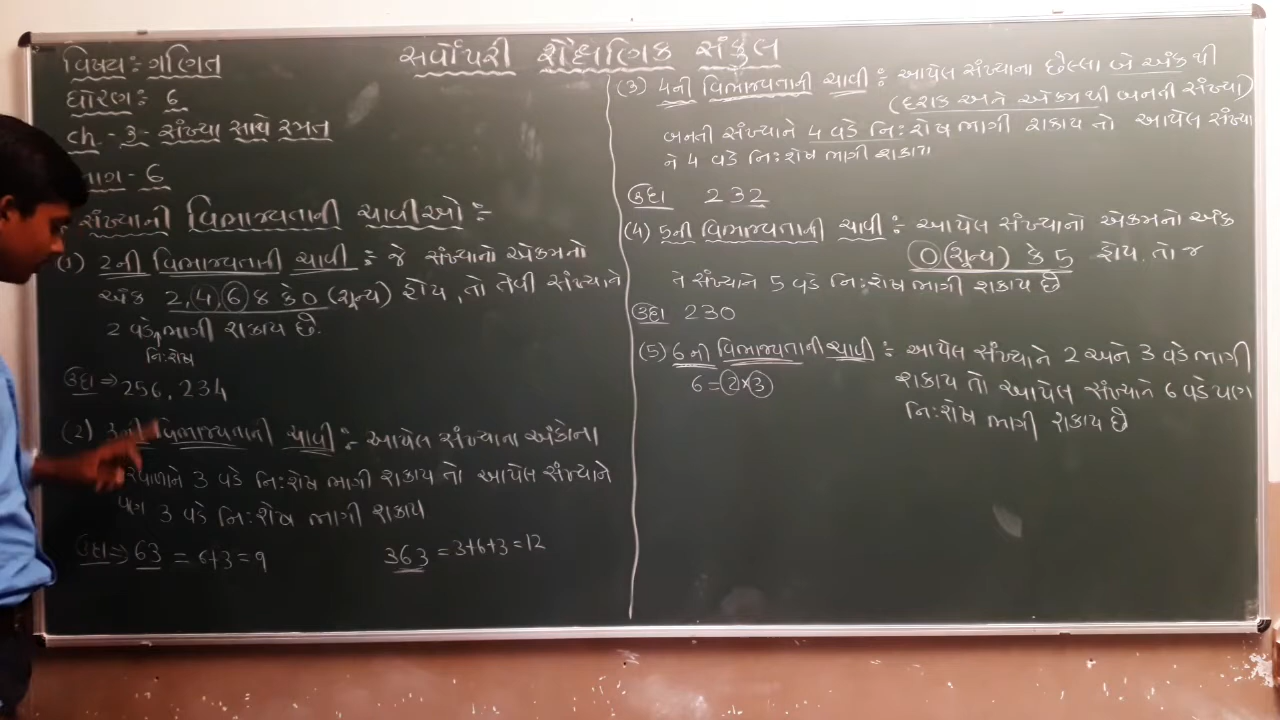 સર્વોપરી શૈક્ષણિક સંકુલ
વિષય:- ગણિત
ધોરણ:- 6
ch.-3- સંખ્યા સાથે રમત
ભાગ-6
સંખ્યાની વિભાજ્યતાની ચાવીઓ :-
(1) 2ની વિભાજ્યતાની ચાવી :- જે સંખ્યાનો એકમનો
અંક 2,4,6 8 કે 0 (શૂન્ય) હોય, તો તેવી સંખ્યાને
2 વડે ભાગી શકાય છે.
નિ:શેષ
ઉદા ⇒ 256, 234
(2) 3ની વિભાજ્યતાની ચાવી :- આપેલ સંખ્યાના અંકોના
સરવાળાને 3 વડે નિ:શેષ ભાગી શકાય તો આપેલ સંખ્યાને
પણ 3 વડે નિ:શેષ ભાગી શકાય
ઉદા ⇒ 63 = 6+3=9 363 =3+6+3=12
(3) 4ની વિભાજ્યતાની ચાવી :- આપેલ સંખ્યાના છેલ્લા બે અંકથી
(દશક અને એકમથી બનતી સંખ્યા)
બનતી સંખ્યાને 4 વડે નિ:શેષ ભાગી શકાય તો આપેલ સંખ્યા
ને 4 વડે નિ:શેષ ભાગી શકાય
ઉદા 232
(4) 5ની વિભાજ્યતાની ચાવી :- આપેલ સંખ્યાનો એકમનો અંક
0 (શૂન્ય) કે 5 હોય તો જ
તે સંખ્યાને 5 વડે નિ:શેષ ભાગી શકાય છે
ઉદા 230
(5) 6ની વિભાજ્યતાની ચાવી :- આપેલ સંખ્યાને 2 અને 3 વડે ભાગી
6=2×3 શકાય તો આપેલ સંખ્યાને 6 વડે પણ
નિ:શેષ ભાગી શકાય છે